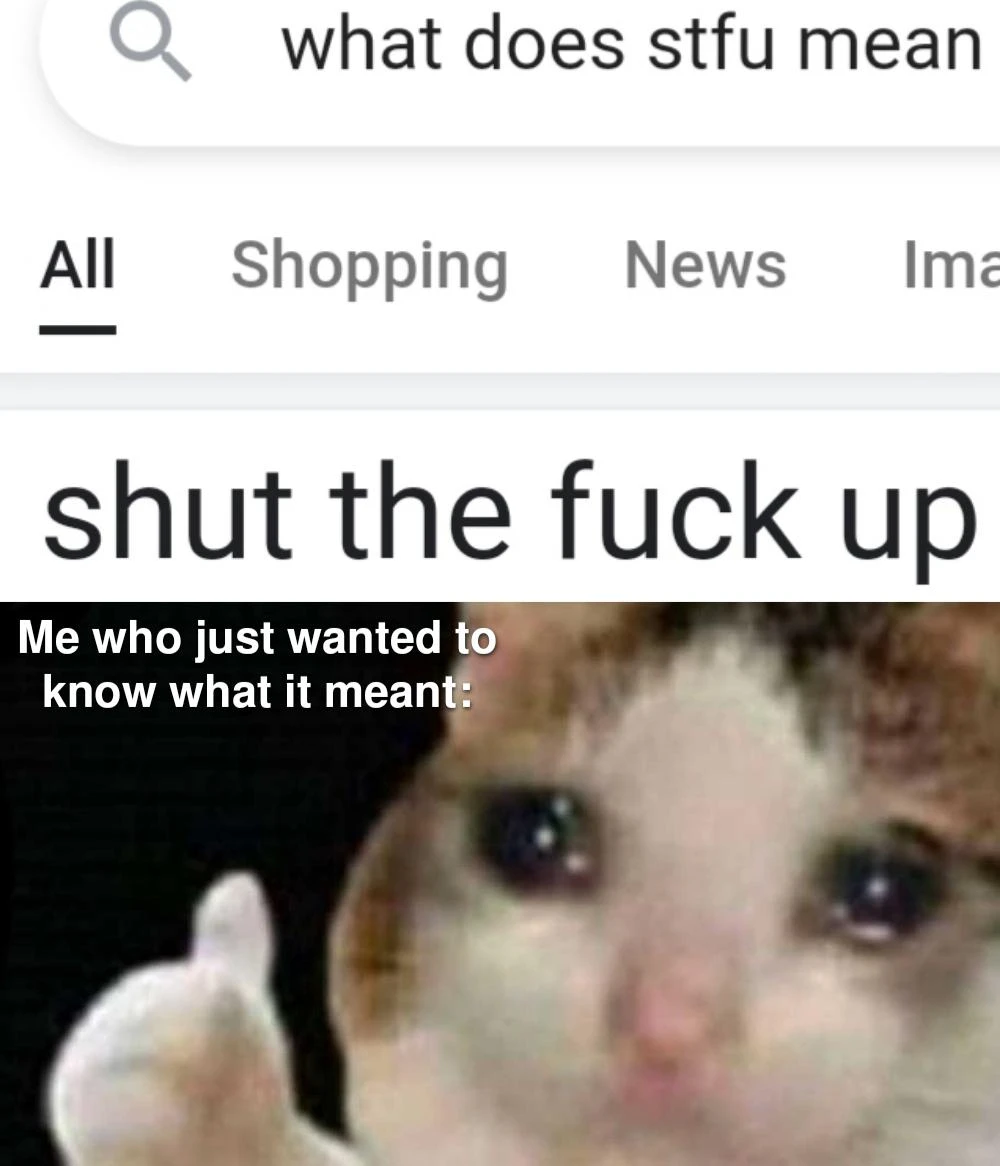 what does stfu mean
All Shopping News Ima
shut the fuck up
Me who just wanted to
know what it meant: